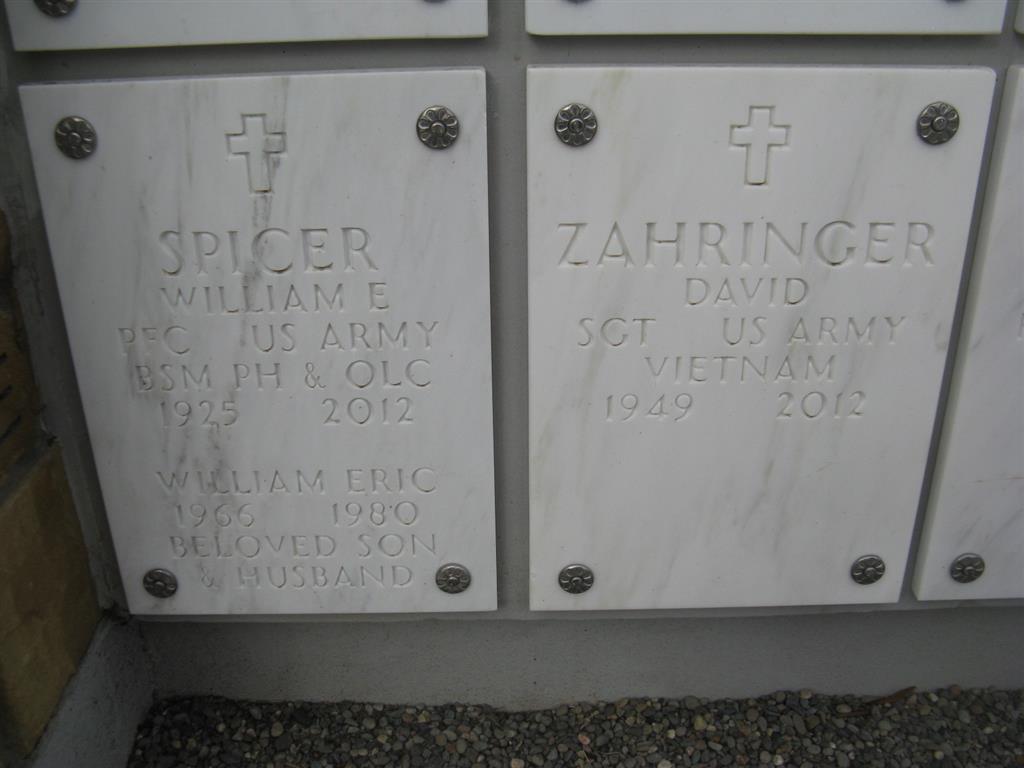 SPICER
WILLIAM E
PFC US ARMY
BSM PH & OLC
1925 2012
WILLIAM ERIC
1966 1980
BELOVED SON
& HUSBAND
ZAHRINGER
DAVID
SGT US ARMY
VIETNAM
1949 2012